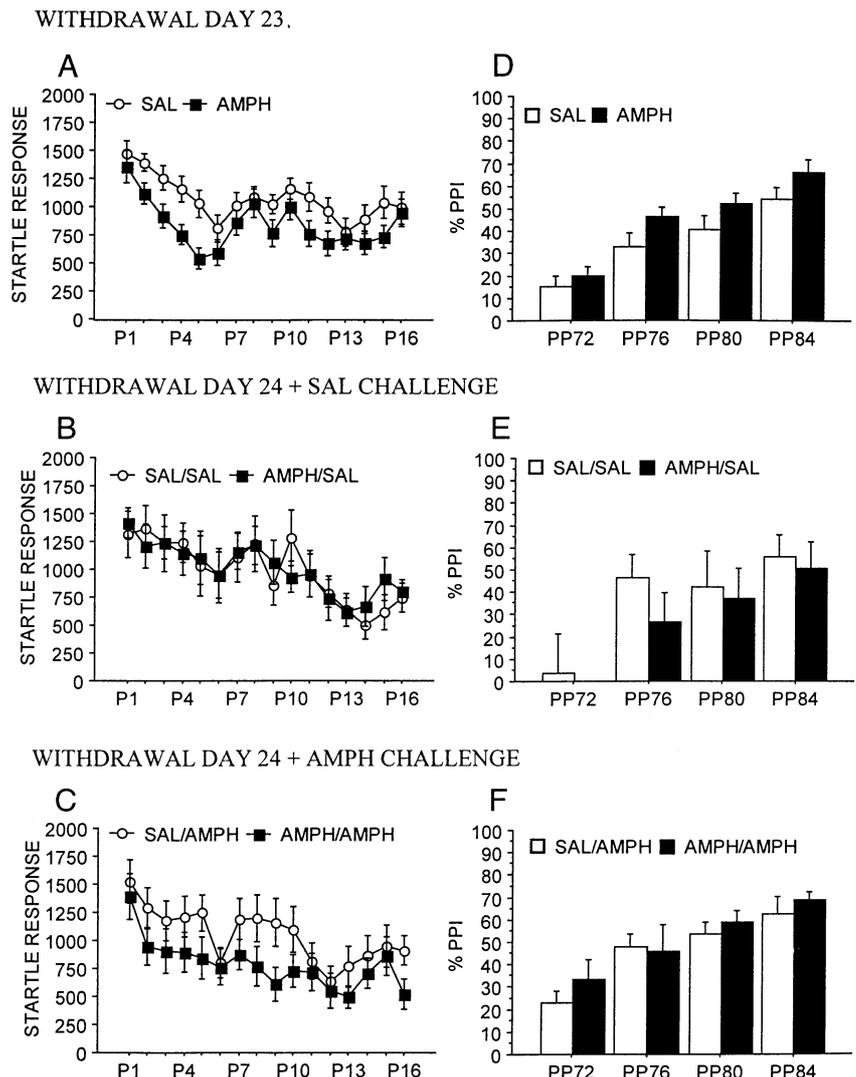 WITHDRAWAL DAY 23.
A
SAL AMPH
STARTLE RESPONSE
2000
1750
1500
1250
1000
750
500
250
0
P1 P4 P7 P10 P13 P16
D
SAL AMPH
% PPI
100
90
80
70
60
50
40
30
20
10
0
PP72 PP76 PP80 PP84
WITHDRAWAL DAY 24 + SAL CHALLENGE
B
SAL/SAL AMPH/SAL
STARTLE RESPONSE
2000
1750
1500
1250
1000
750
500
250
0
P1 P4 P7 P10 P13 P16
E
SAL/SAL AMPH/SAL
% PPI
100
90
80
70
60
50
40
30
20
10
0
PP72 PP76 PP80 PP84
WITHDRAWAL DAY 24 + AMPH CHALLENGE
C
SAL/AMPH AMPH/AMPH
STARTLE RESPONSE
2000
1750
1500
1250
1000
750
500
250
0
P1 P4 P7 P10 P13 P16
F
SAL/AMPH AMPH/AMPH
% PPI
100
90
80
70
60
50
40
30
20
10
0
PP72 PP76 PP80 PP84